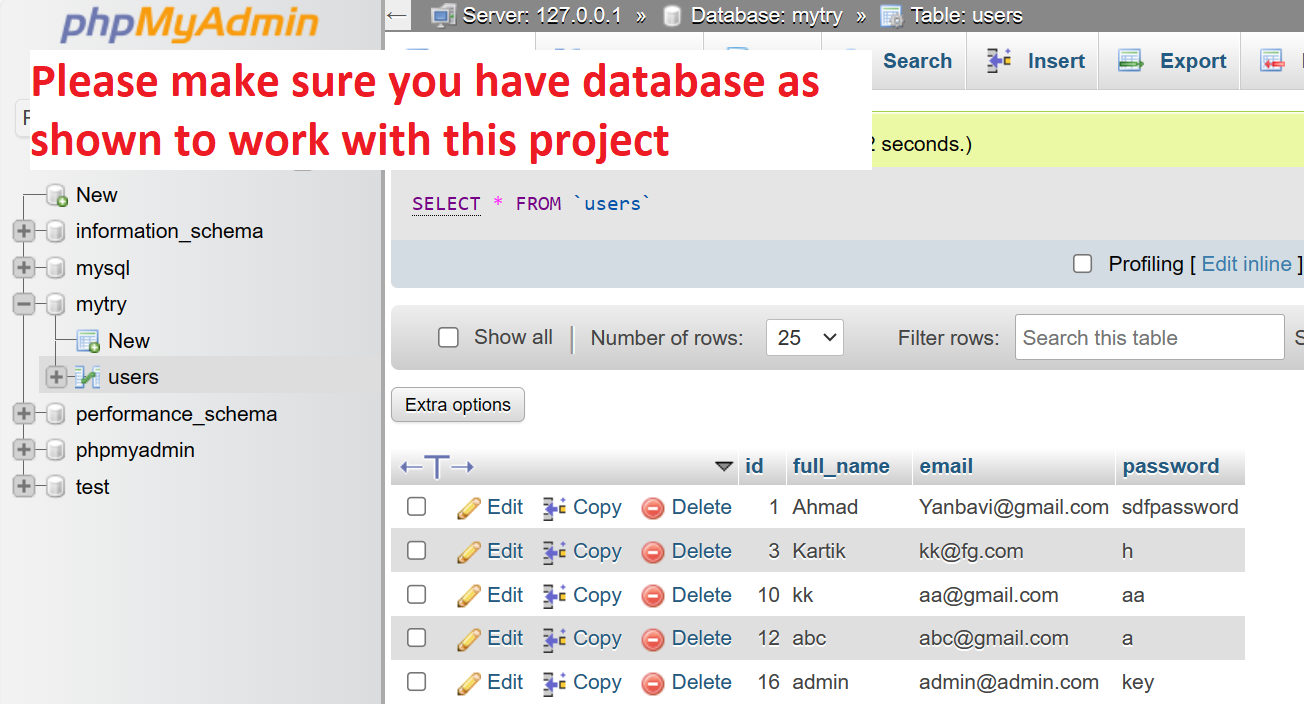 phpMyAdmin
Server: 127.0.0.1 » Database: mytry » Table: users
Search Insert Export
Please make sure you have database as
shown to work with this project
seconds.)
New
information_schema
mysql
mytry
New
users
performance_schema
phpmyadmin
test
SELECT * FROM `users`
Profiling [ Edit inline ]
Show all | Number of rows: 25 Filter rows: Search this table
Extra options
id full_name email password
Edit Copy Delete 1 Ahmad Yanbavi@gmail.com sdfpassword
Edit Copy Delete 3 Kartik kk@fg.com h
Edit Copy Delete 10 kk aa@gmail.com aa
Edit Copy Delete 12 abc abc@gmail.com a
Edit Copy Delete 16 admin admin@admin.com key